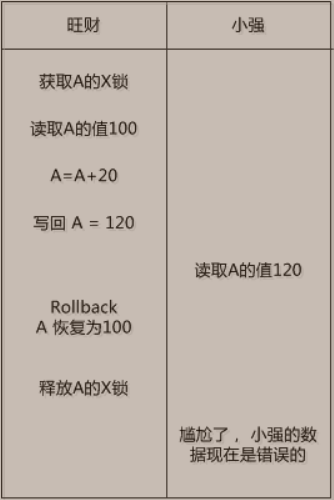 旺财
小强
获取A的X锁
读取A的值100
A=A+20
写回 A = 120
读取A的值120
Rollback
A 恢复为100
释放A的X锁
尴尬了，小强的数
据现在是错误的